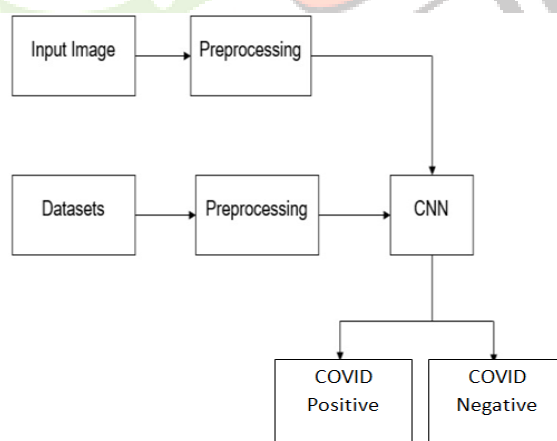 Input Image
Preprocessing
Datasets
Preprocessing
CNN
COVID
Positive
COVID
Negative